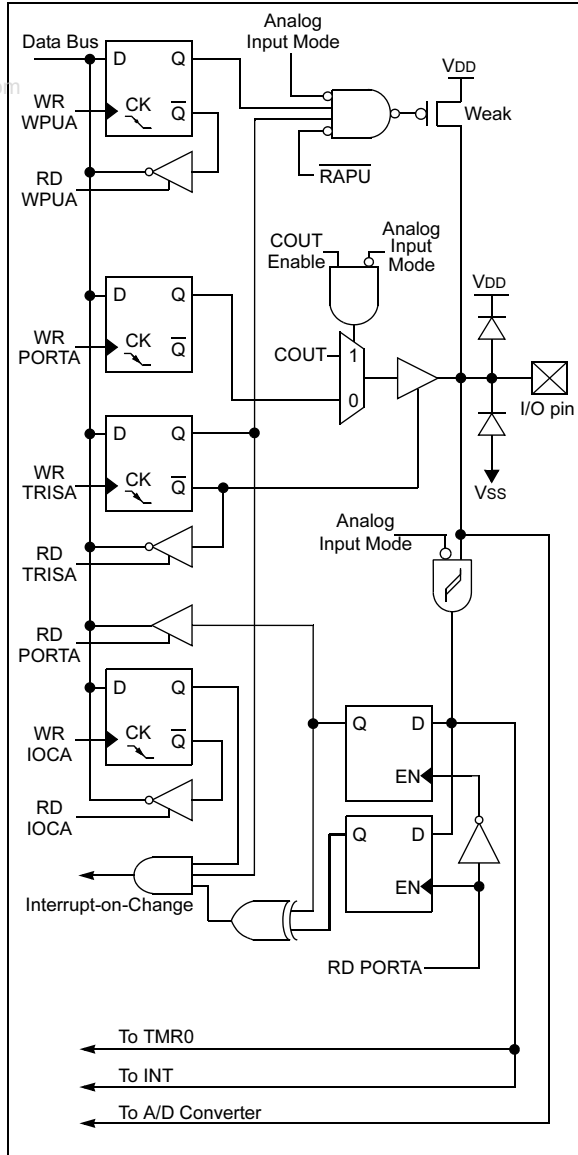 Analog
Input Mode
Data Bus
D Q
VDD
om
WR
WPUA
CK
Q
Weak
RD
WPUA
RAPU
COUT
Enable
Analog
Input
Mode
VDD
D Q
WR
PORTA
CK
Q
COUT
1
0
I/O pin
D Q
WR
TRISA
CK
Q
VSS
Analog
Input Mode
RD
TRISA
RD
PORTA
D Q
WR
IOCA
CK
Q
Q D
EN
RD
IOCA
Q D
EN
Interrupt-on-Change
RD PORTA
To TMR0
To INT
To A/D Converter